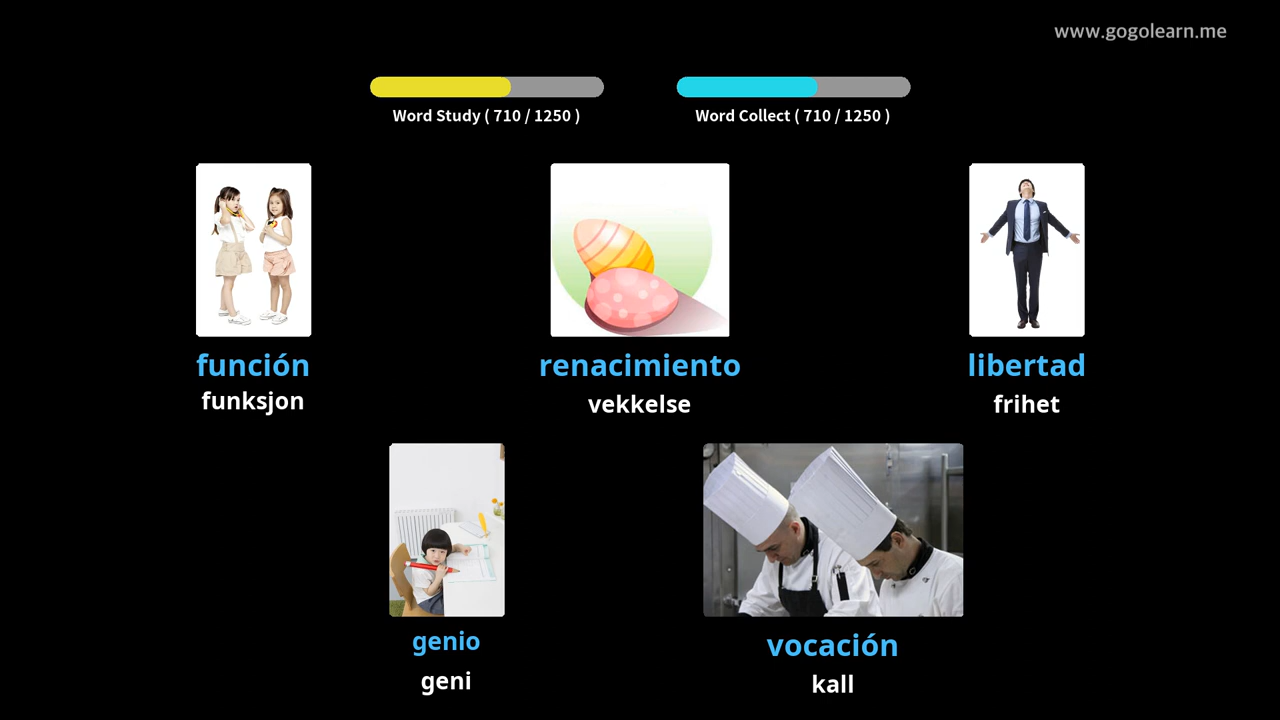 www.gogolearn.me
Word Study ( 710 / 1250 )
Word Collect ( 710 / 1250 )
función
funksjon
renacimiento
vekkelse
libertad
frihet
genio
geni
vocación
kall